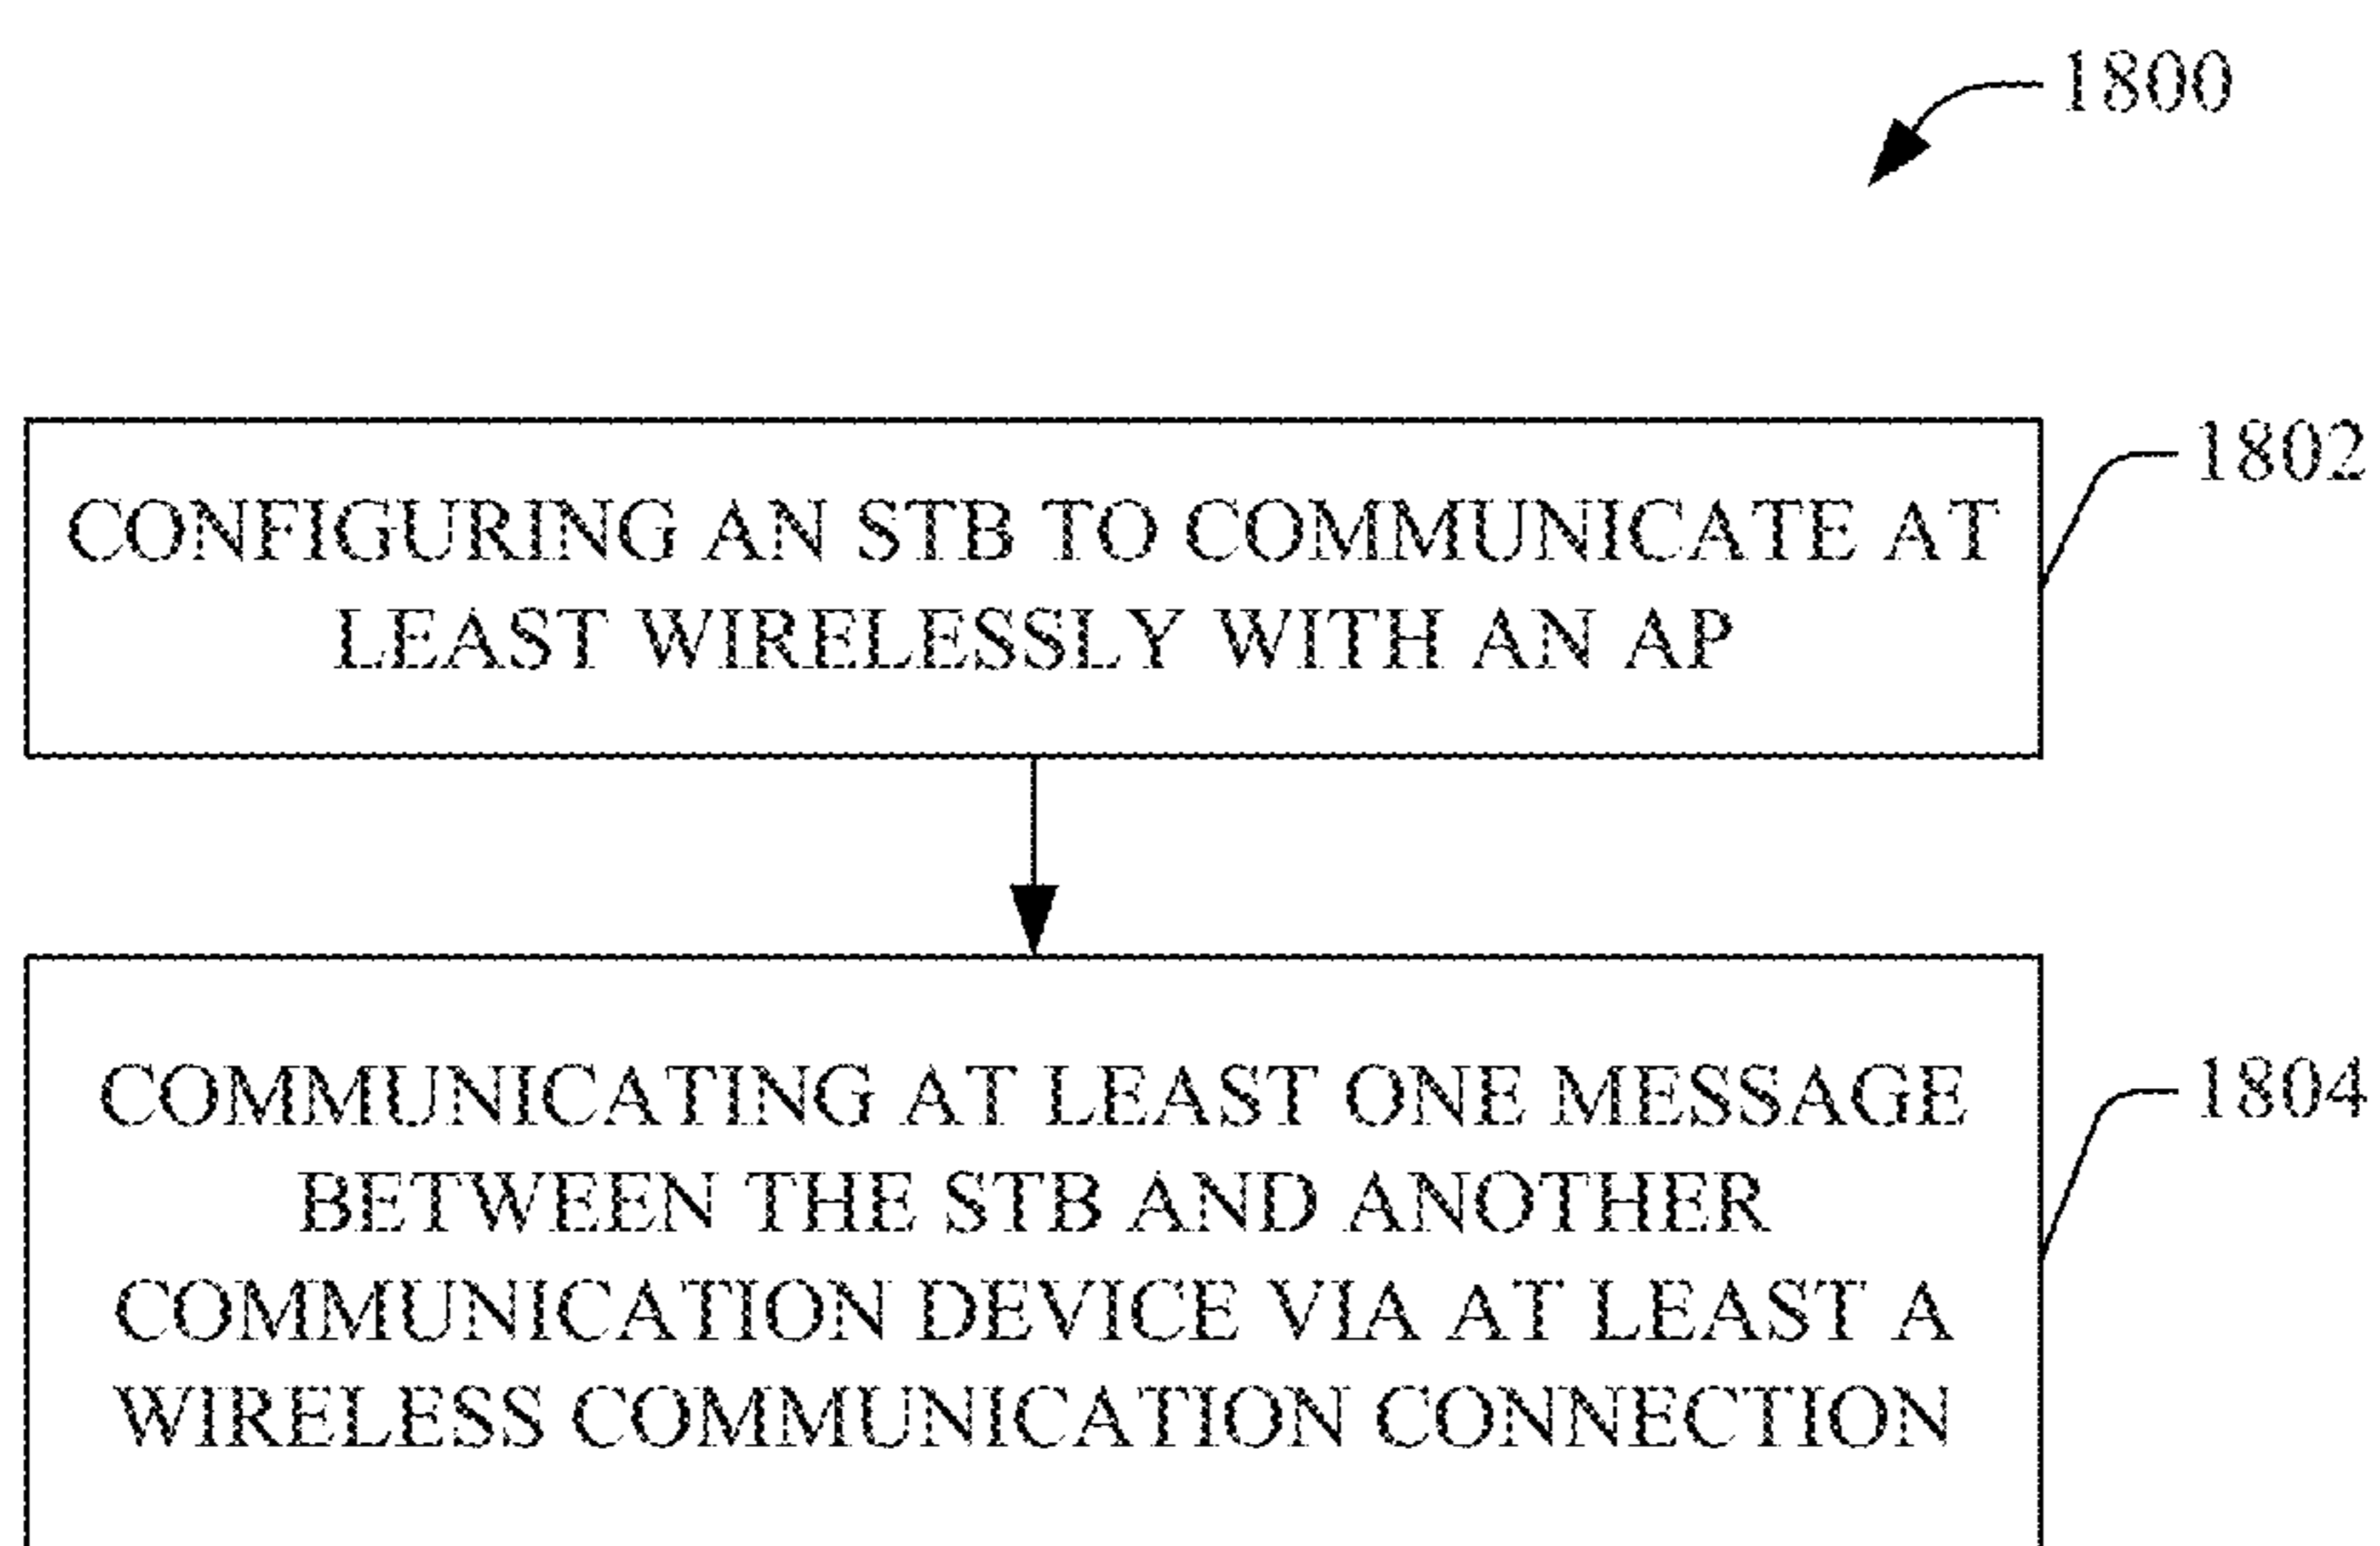 1800
1802
CONFIGURING AN STB TO COMMUNICATE AT
LEAST WIRELESSLY WITH AN AP
1804
COMMUNICATING AT LEAST ONE MESSAGE
BETWEEN THE STB AND ANOTHER
COMMUNICATION DEVICE VIA AT LEAST A
WIRELESS COMMUNICATION CONNECTION